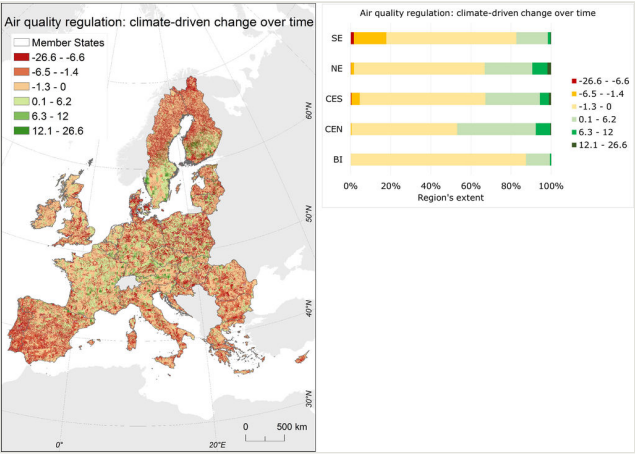 Air quality regulation: climate-driven change over time
Member States
-26.6 - -6.6
-6.5 - -1.4
-1.3 - 0
0.1 - 6.2
6.3 - 12
12.1 - 26.6
60°N
50°N
40°N
30°N
0 500 km
0° 20°E
Air quality regulation: climate-driven change over time
SE
NE
CES
CEN
BI
0% 20% 40% 60% 80% 100%
Region's extent
-26.6 - -6.6
-6.5 - -1.4
-1.3 - 0
0.1 - 6.2
6.3 - 12
12.1 - 26.6